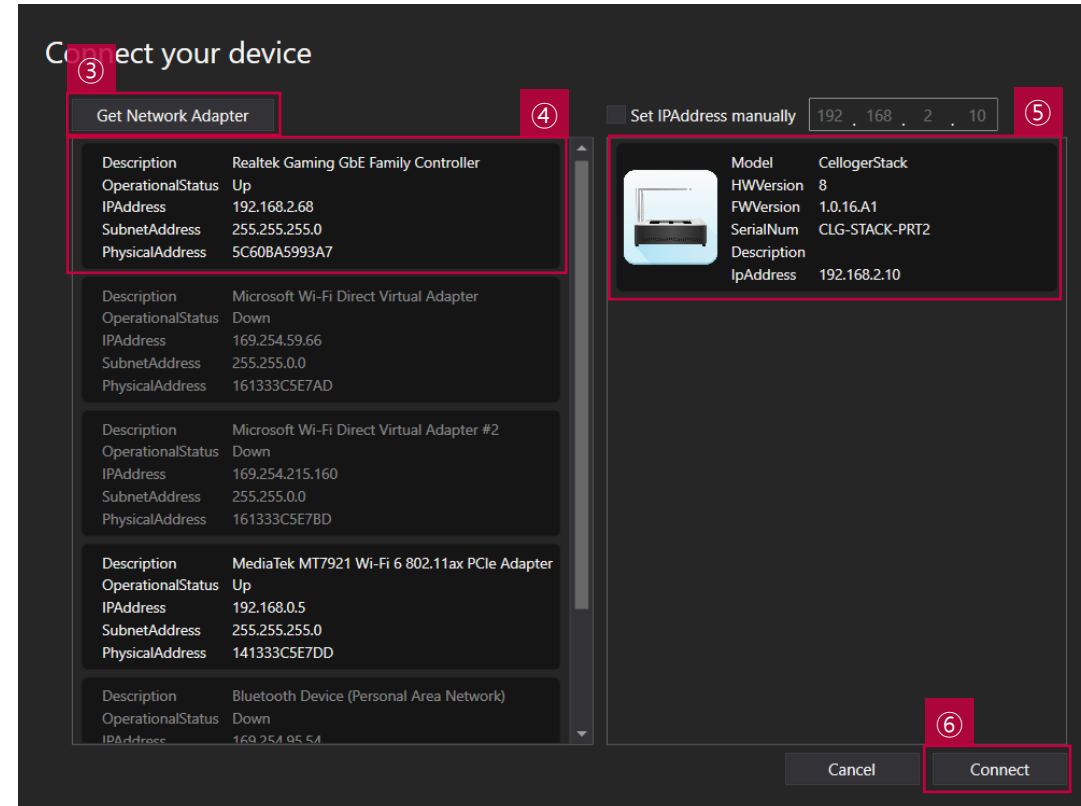 Connect your device
③
Get Network Adapter
④
Description Realtek Gaming GbE Family Controller
OperationalStatus Up
IPAddress 192.168.2.68
SubnetAddress 255.255.255.0
PhysicalAddress 5C60BA5993A7
Description Microsoft Wi-Fi Direct Virtual Adapter
OperationalStatus Down
IPAddress 169.254.59.66
SubnetAddress 255.255.0.0
PhysicalAddress 161333C5E7AD
Description Microsoft Wi-Fi Direct Virtual Adapter #2
OperationalStatus Down
IPAddress 169.254.215.160
SubnetAddress 255.255.0.0
PhysicalAddress 161333C5E7BD
Description MediaTek MT7921 Wi-Fi 6 802.11ax PCIe Adapter
OperationalStatus Up
IPAddress 192.168.0.5
SubnetAddress 255.255.255.0
PhysicalAddress 141333C5E7DD
Description Bluetooth Device (Personal Area Network)
OperationalStatus Down
IPAddress 169.254.95.54
Set IPAddress manually 192 . 168 . 2 . 10
⑤
Model CellogerStack
HWVersion 8
FWVersion 1.0.16.A1
SerialNum CLG-STACK-PRT2
Description
IpAddress 192.168.2.10
⑥
Cancel
Connect